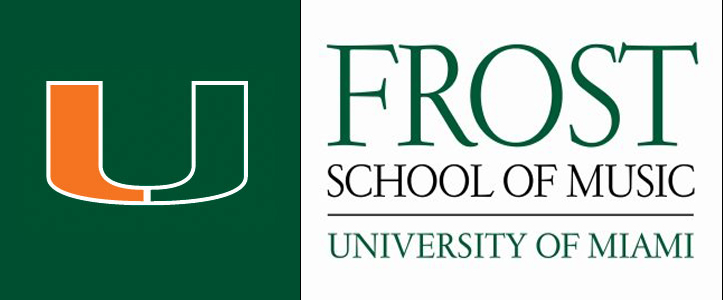 U
FROST
SCHOOL OF MUSIC
UNIVERSITY OF MIAMI